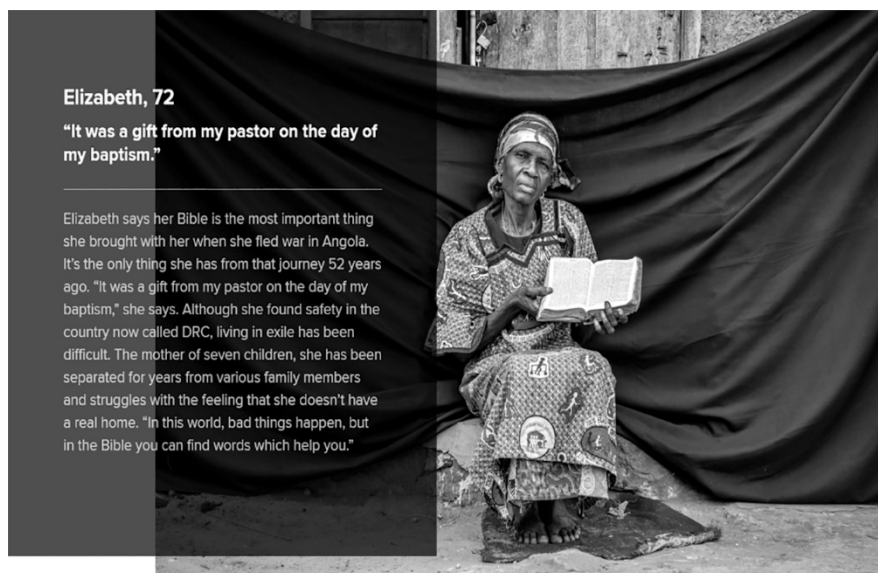 Elizabeth, 72
“It was a gift from my pastor on the day of
my baptism.”
Elizabeth says her Bible is the most important thing
she brought with her when she fled war in Angola.
It’s the only thing she has from that journey 52 years
ago. “It was a gift from my pastor on the day of my
baptism,” she says. Although she found safety in the
country now called DRC, living in exile has been
difficult. The mother of seven children, she has been
separated for years from various family members
and struggles with the feeling that she doesn’t have
a real home. “In this world, bad things happen, but
in the Bible you can find words which help you.”